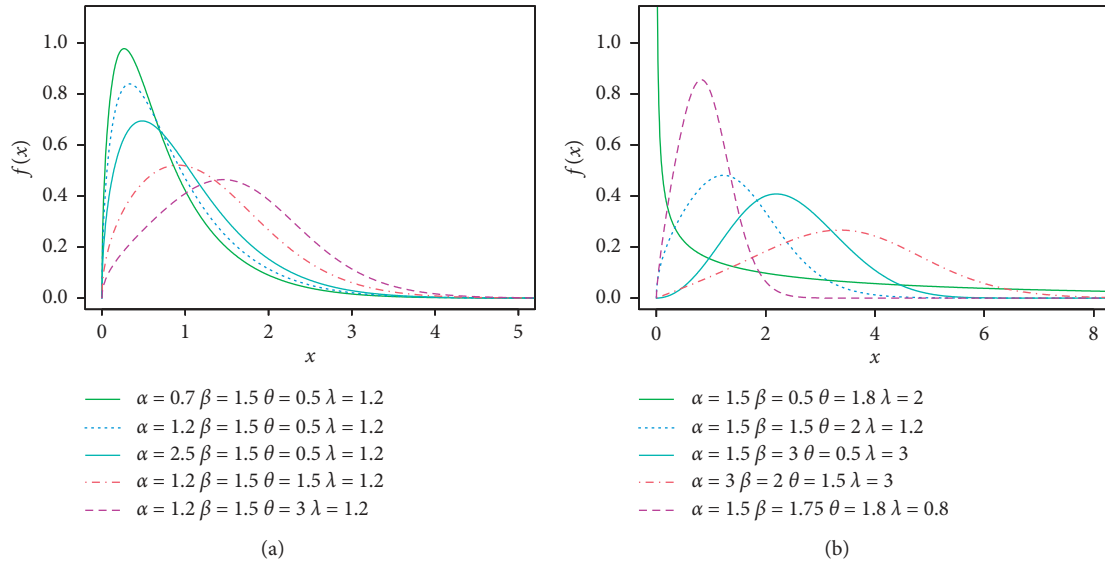 1.0
0.8
0.6
0.4
0.2
0.0
f(x)
0 1 2 3 4 5
x
α = 0.7 β = 1.5 θ = 0.5 λ = 1.2
α = 1.2 β = 1.5 θ = 0.5 λ = 1.2
α = 2.5 β = 1.5 θ = 0.5 λ = 1.2
α = 1.2 β = 1.5 θ = 1.5 λ = 1.2
α = 1.2 β = 1.5 θ = 3 λ = 1.2
(a)
1.0
0.8
0.6
0.4
0.2
0.0
f(x)
0 2 4 6 8
x
α = 1.5 β = 0.5 θ = 1.8 λ = 2
α = 1.5 β = 1.5 θ = 2 λ = 1.2
α = 1.5 β = 3 θ = 0.5 λ = 3
α = 3 β = 2 θ = 1.5 λ = 3
α = 1.5 β = 1.75 θ = 1.8 λ = 0.8
(b)